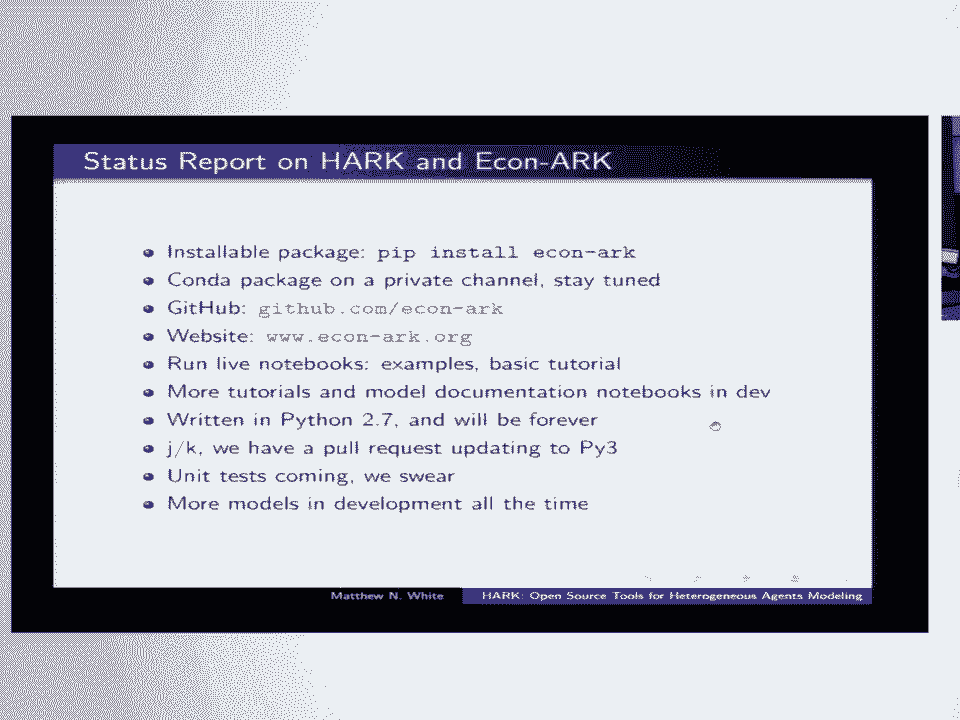 Status Report on HARK and Econ-ARK
Installable package: pip install econ-ark
Conda package on a private channel, stay tuned
GitHub: github.com/econ-ark
Website: www.econ-ark.org
Run live notebooks: examples, basic tutorial
More tutorials and model documentation notebooks in dev
Written in Python 2.7, and will be forever
j/k, we have a pull request updating to Py3
Unit tests coming, we swear
More models in development all the time
Matthew N. White
HARK: Open Source Tools for Heterogeneous Agents Modeling